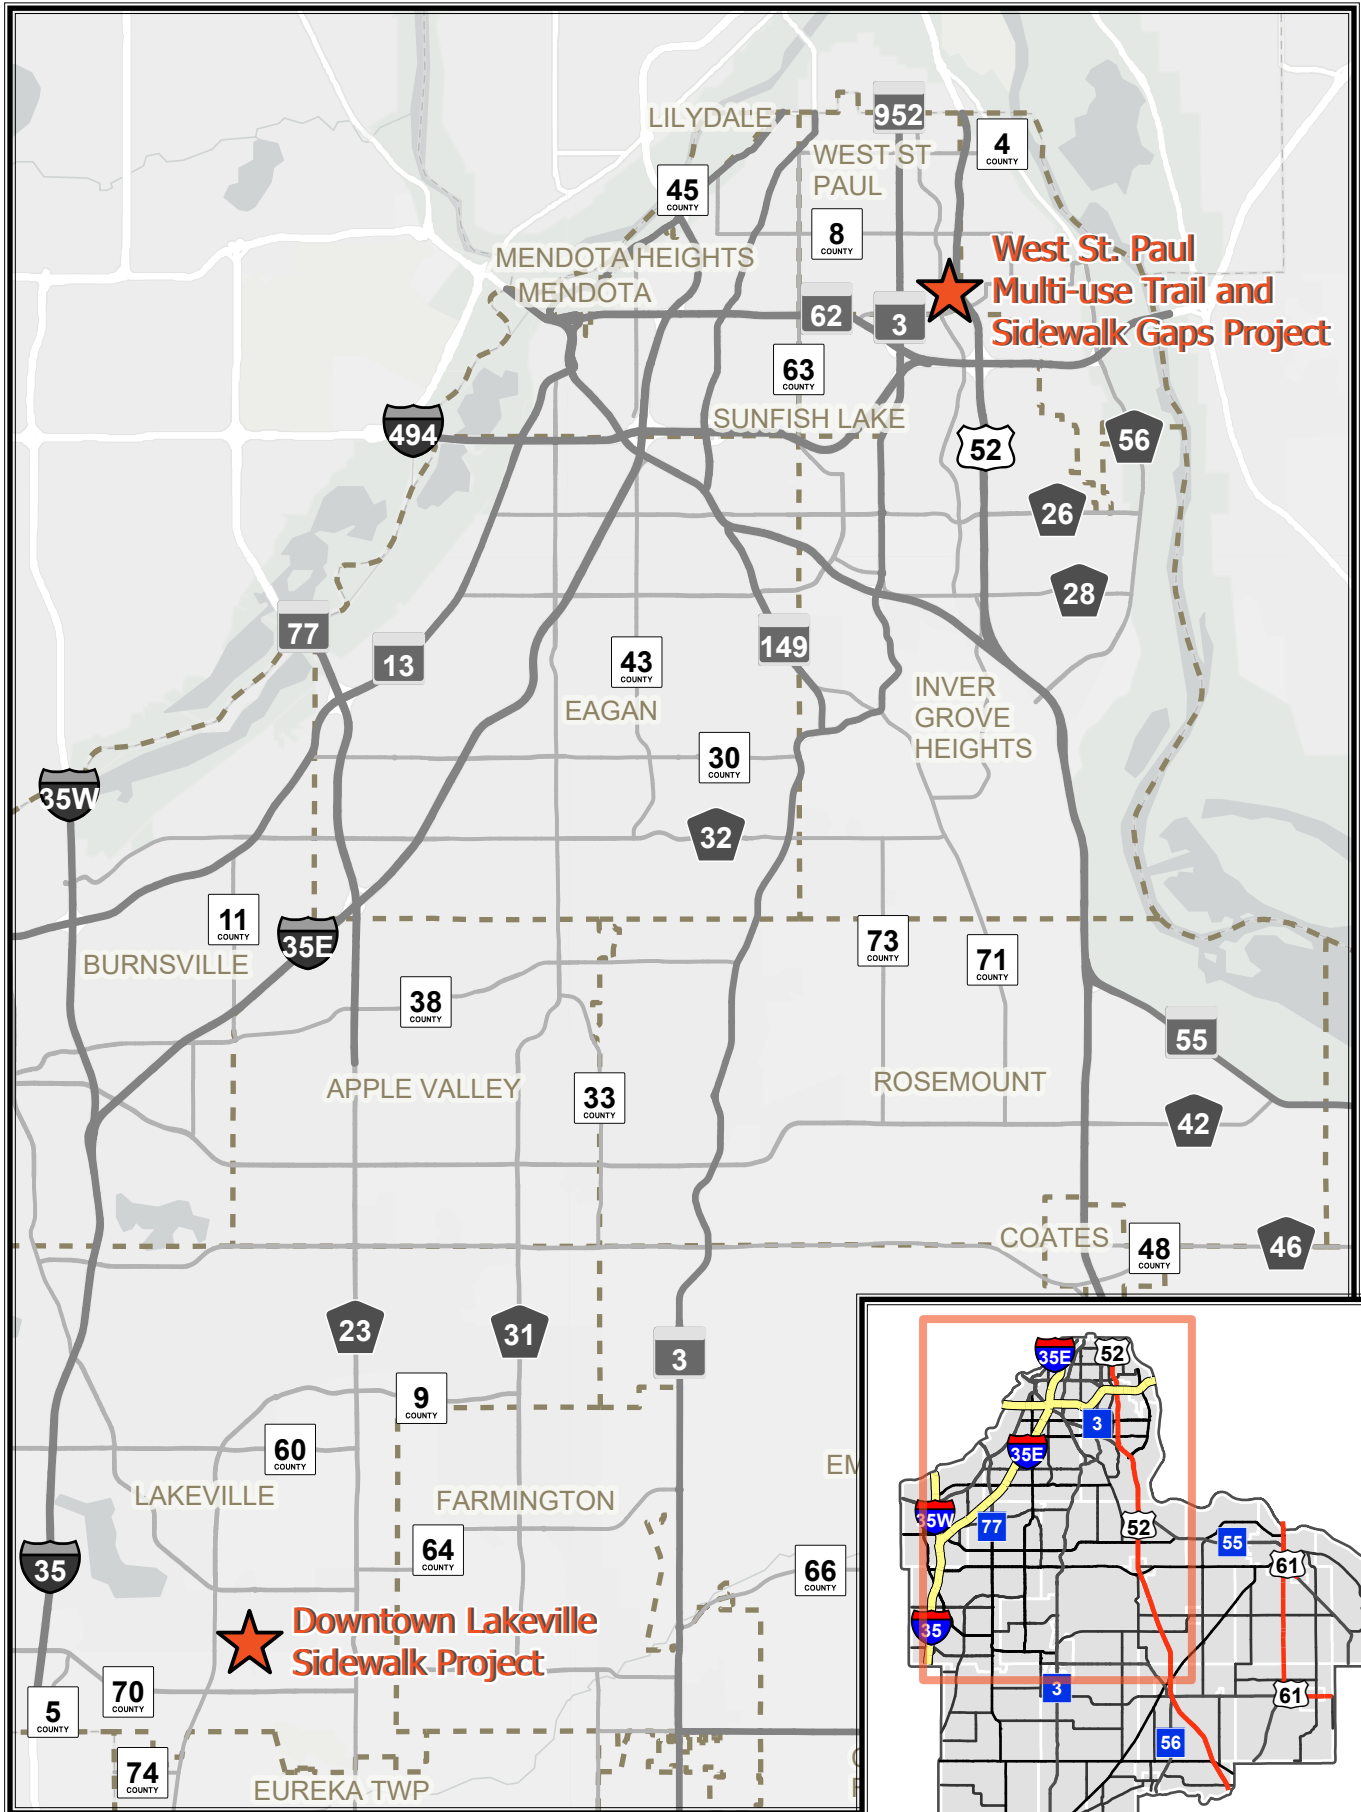 952
LILYDALE
4
COUNTY
WEST ST
PAUL
45
COUNTY
8
COUNTY
MENDOTA HEIGHTS
MENDOTA
West St. Paul
Multi-use Trail and
Sidewalk Gaps Project
62
3
63
COUNTY
SUNFISH LAKE
494
52
56
26
28
77
13
43
COUNTY
149
EAGAN
INVER
GROVE
HEIGHTS
30
COUNTY
35W
32
11
COUNTY
35E
73
COUNTY
71
COUNTY
BURNSVILLE
38
COUNTY
55
APPLE VALLEY
33
COUNTY
ROSEMOUNT
42
COATES
48
COUNTY
46
23
31
3
9
COUNTY
60
COUNTY
EM
LAKEVILLE
FARMINGTON
64
COUNTY
66
COUNTY
35
Downtown Lakeville
Sidewalk Project
70
COUNTY
5
COUNTY
74
COUNTY
EUREKA TWP
35E
52
3
35E
35W
77
52
55
61
35
3
61
56